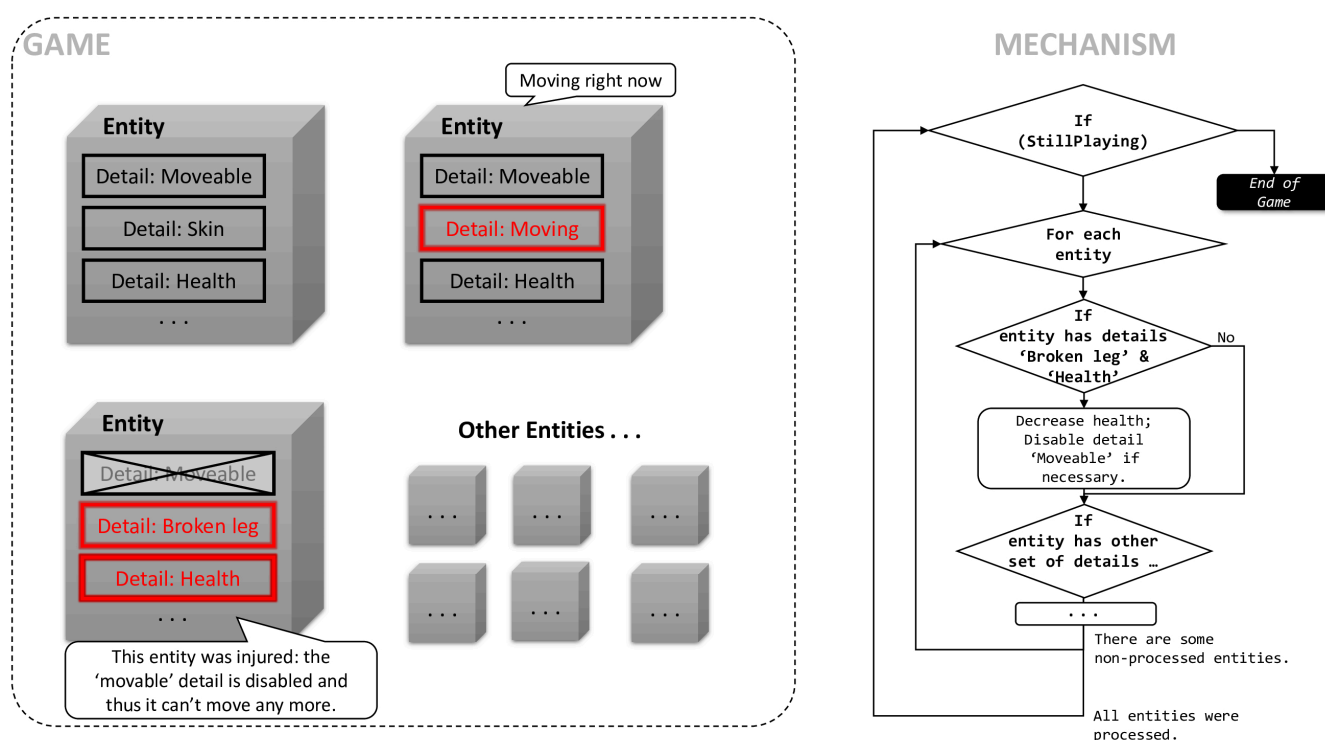 GAME
Moving right now
Entity
Detail: Moveable
Detail: Skin
Detail: Health
. . .
Entity
Detail: Moveable
Detail: Moving
Detail: Health
. . .
Entity
Detail: Moveable
Detail: Broken leg
Detail: Health
. . .
This entity was injured: the
‘movable’ detail is disabled and
thus it can’t move any more.
Other Entities . . .
. . .
. . .
. . .
. . .
. . .
. . .
MECHANISM
If
(StillPlaying)
End of
Game
For each
entity
If
entity has details
‘Broken leg’ &
‘Health’
No
Decrease health;
Disable detail
‘Moveable’ if
necessary.
If
entity has other
set of details …
. . .
There are some
non-processed entities.
All entities were
processed.